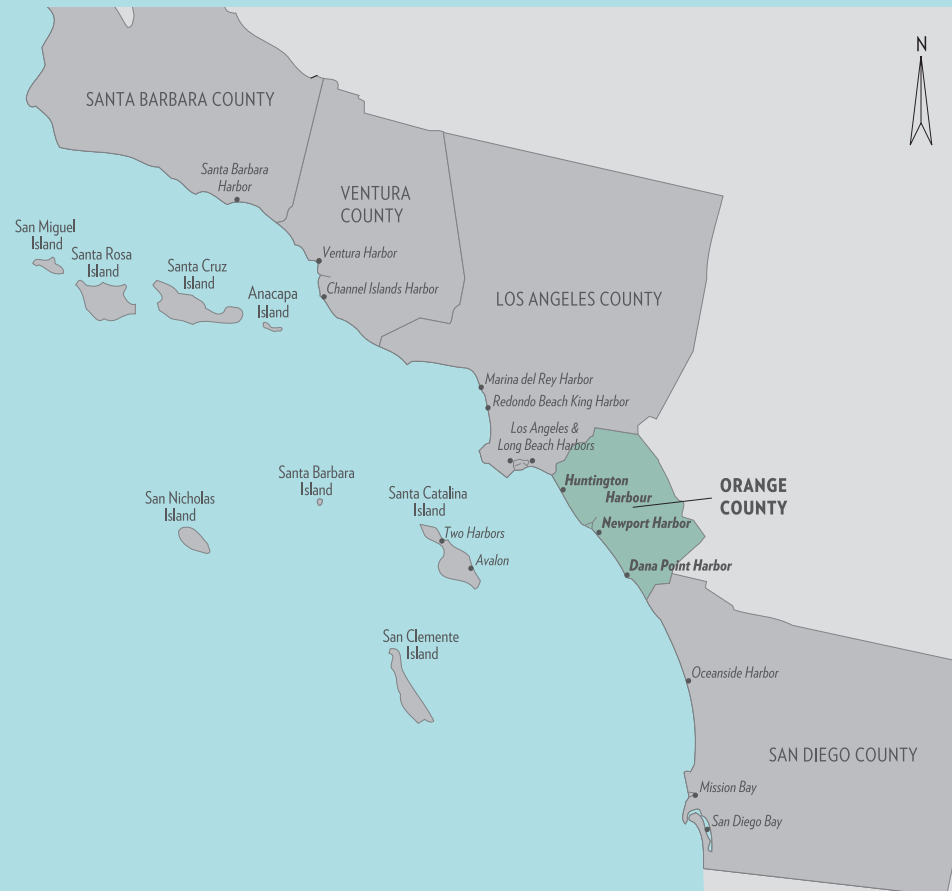 N
SANTA BARBARA COUNTY
Santa Barbara
Harbor
VENTURA
COUNTY
San Miguel
Island
Santa Rosa
Island
Santa Cruz
Island
Anacapa
Island
Ventura Harbor
Channel Islands Harbor
LOS ANGELES COUNTY
Marina del Rey Harbor
Redondo Beach King Harbor
Los Angeles &
Long Beach Harbors
Huntington
Harbour
ORANGE
COUNTY
Newport Harbor
Dana Point Harbor
Santa Barbara
Island
San Nicholas
Island
Santa Catalina
Island
Two Harbors
Avalon
San Clemente
Island
Oceanside Harbor
SAN DIEGO COUNTY
Mission Bay
San Diego Bay